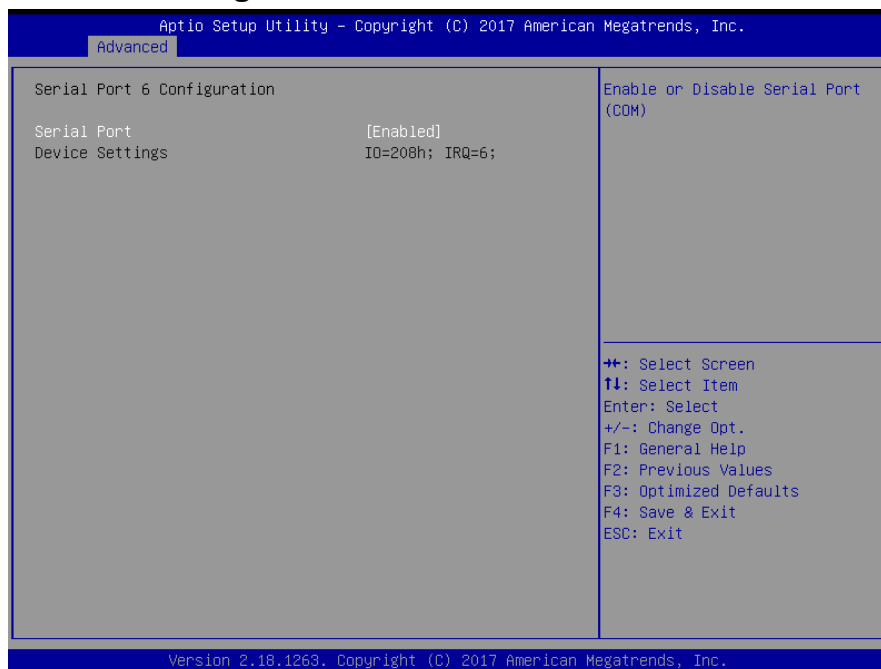 Aptio Setup Utility – Copyright (C) 2017 American Megatrends, Inc.
Advanced
Serial Port 6 Configuration
Serial Port [Enabled]
Device Settings IO=208h; IRQ=6;
Enable or Disable Serial Port
(COM)
→←: Select Screen
↑↓: Select Item
Enter: Select
+/-: Change Opt.
F1: General Help
F2: Previous Values
F3: Optimized Defaults
F4: Save & Exit
ESC: Exit
Version 2.18.1263. Copyright (C) 2017 American Megatrends, Inc.